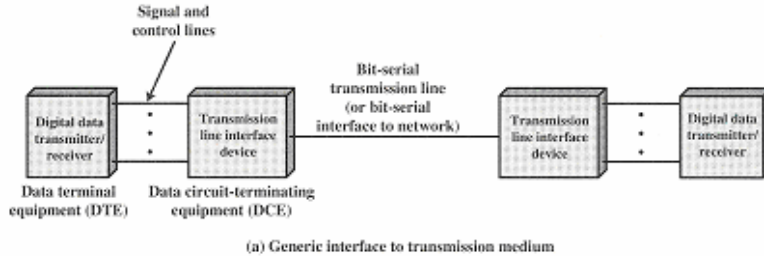 Signal and
control lines
Bit-serial
transmission line
(or bit-serial
interface to network)
Digital data
transmitter/
receiver
Transmission
line interface
device
Transmission
line interface
device
Digital data
transmitter/
receiver
Data terminal
equipment (DTE)
Data circuit-terminating
equipment (DCE)
(a) Generic interface to transmission medium